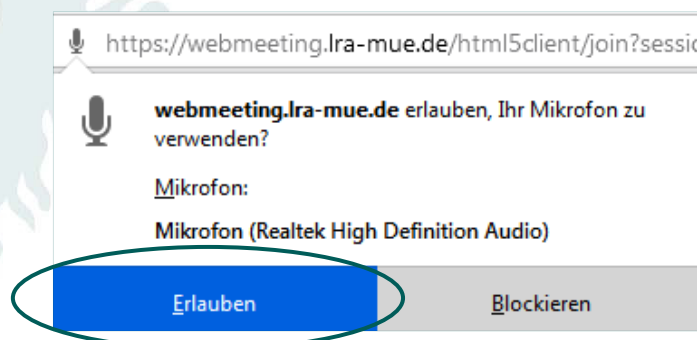 https://webmeeting.lra-mue.de/html5client/join?sessi
webmeeting.lra-mue.de erlauben, Ihr Mikrofon zu
verwenden?
Mikrofon:
Mikrofon (Realtek High Definition Audio)
Erlauben
Blockieren